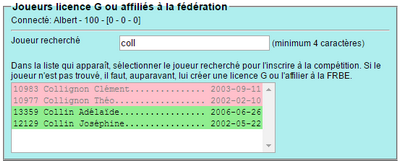 Joueurs licence G ou affiliés à la fédération
Connecté: Albert - 100 - [0 - 0 - 0]
Joueur recherché coll (minimum 4 caractères)
Dans la liste qui apparaît, sélectionner le joueur recherché pour l'inscrire à la compétition. Si le
joueur n'est pas trouvé, il faut, auparavant, lui créer une licence G ou l'affilier à la FRBE.
10983 Collignon Clément............... 2003-09-11
10977 Collignon Théo.................. 2002-02-10
13359 Collin Adélaïde................. 2006-06-26
12129 Collin Joséphine................ 2002-05-22